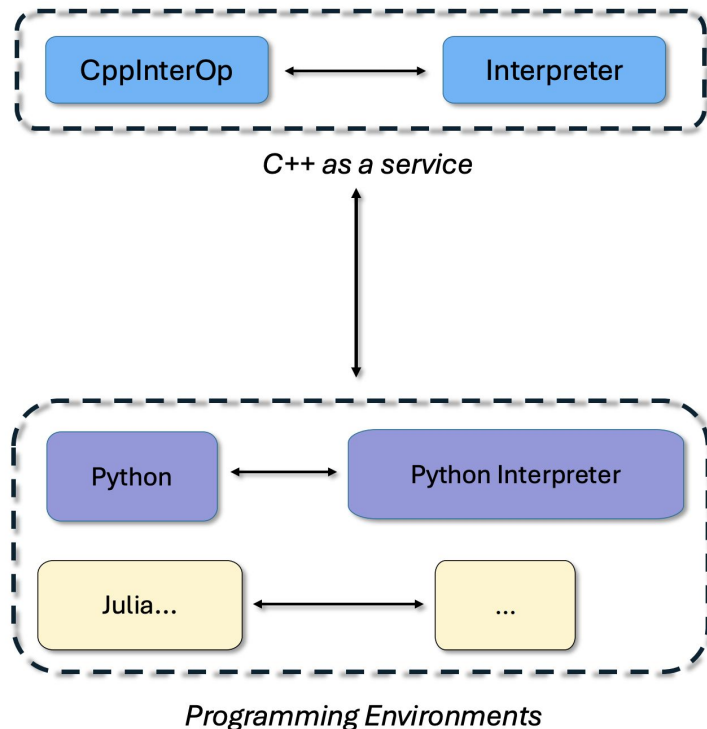 CppInterOp
Interpreter
C++ as a service
Python
Python Interpreter
Julia...
...
Programming Environments